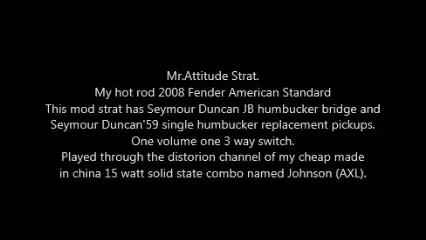 Mr.Attitude Strat.
My hot rod 2008 Fender American Standard
This mod strat has Seymour Duncan JB humbucker bridge and
Seymour Duncan'59 single humbucker replacement pickups.
One volume one 3 way switch.
Played through the distorion channel of my cheap made
in china 15 watt solid state combo named Johnson (AXL).